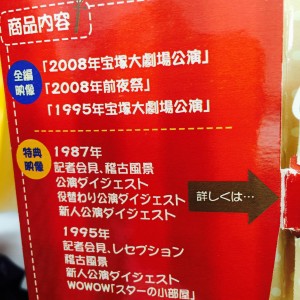 商品内容
全編
映像
「2008年宝塚大劇場公演」
「2008年前夜祭」
「1995年宝塚大劇場公演」
特典
映像
1987年
記者会見、稽古風景
公演ダイジェスト
役替わり公演ダイジェスト
新人公演ダイジェスト
詳しくは…
1995年
記者会見、レセプション
稽古風景
新人公演ダイジェスト
WOWOW「スターの小部屋」